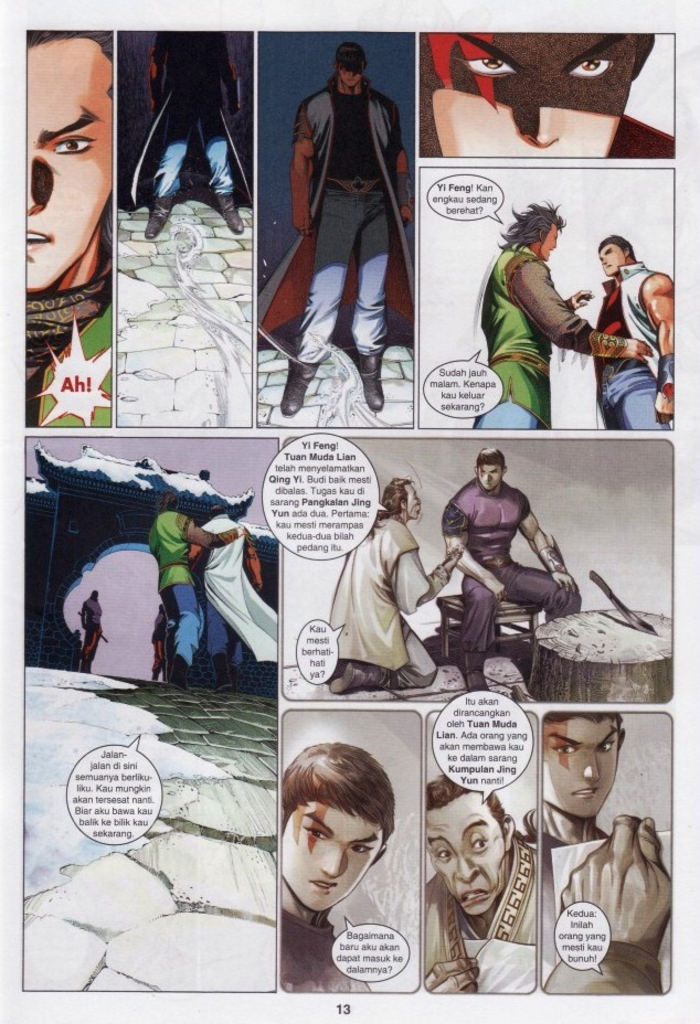 Ah!
Yi Feng! Kan
engkau sedang
berehat?
Sudah jauh
malam. Kenapa
kau keluar
sekarang?
Jalan-
jalan di sini
semuanya berliku-
liku. Kau mungkin
akan tersesat nanti.
Biar aku bawa kau
balik ke bilik kau
sekarang.
Yi Feng!
Tuan Muda Lian
telah menyelamatkan
Qing Yi. Budi baik mesti
dibalas. Tugas kau di
sarang Pangkalan Jing
Yun ada dua. Pertama:
kau mesti merampas
kedua-dua bilah
pedang itu.
Kau
mesti
berhati-
hati
ya?
Bagaimana
baru aku akan
dapat masuk ke
dalamnya?
Itu akan
dirancangkan
oleh Tuan Muda
Lian. Ada orang yang
akan membawa kau
ke dalam sarang
Kumpulan Jing
Yun nanti!
Kedua:
Inilah
orang yang
mesti kau
bunuh!
13